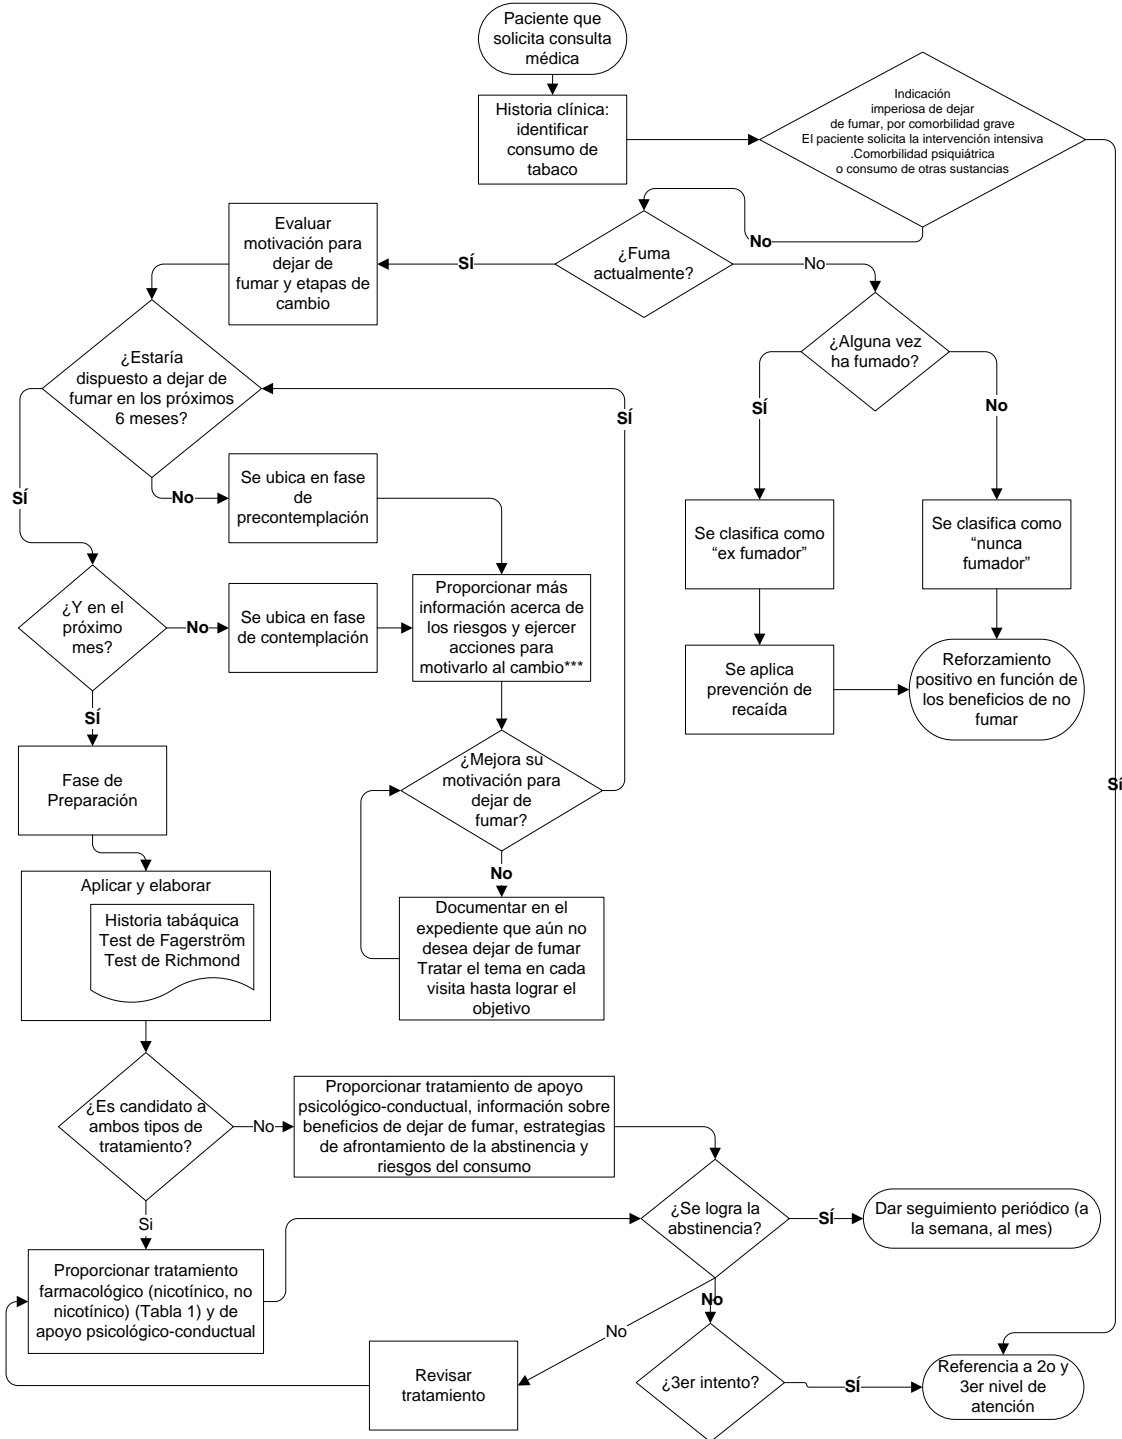 Paciente que
solicita consulta
médica
Historia clínica:
identificar
consumo de
tabaco
Indicación
imperiosa de dejar
de fumar, por comorbilidad grave
El paciente solicita la intervención intensiva
.Comorbilidad psiquiátrica
o consumo de otras sustancias
No
Sí
¿Fuma
actualmente?
SÍ
No
Evaluar
motivación para
dejar de
fumar y etapas de
cambio
¿Alguna vez
ha fumado?
SÍ
No
¿Estaría
dispuesto a dejar de
fumar en los próximos
6 meses?
SÍ
No
SÍ
Se ubica en fase
de
precontemplación
Se clasifica como
“ex fumador”
Se clasifica como
“nunca
fumador”
¿Y en el
próximo
mes?
No
SÍ
Se ubica en fase
de contemplación
Proporcionar más
información acerca de
los riesgos y ejercer
acciones para
motivarlo al cambio***
Se aplica
prevención de
recaída
Reforzamiento
positivo en función de
los beneficios de no
fumar
Fase de
Preparación
¿Mejora su
motivación para
dejar de
fumar?
No
Aplicar y elaborar
Historia tabáquica
Test de Fagerström
Test de Richmond
Documentar en el
expediente que aún no
desea dejar de fumar
Tratar el tema en cada
visita hasta lograr el
objetivo
¿Es candidato a
ambos tipos de
tratamiento?
No
Si
Proporcionar tratamiento de apoyo
psicológico-conductual, información sobre
beneficios de dejar de fumar, estrategias
de afrontamiento de la abstinencia y
riesgos del consumo
¿Se logra la
abstinencia?
SÍ
Dar seguimiento periódico (a
la semana, al mes)
Proporcionar tratamiento
farmacológico (nicotínico, no
nicotínico) (Tabla 1) y de
apoyo psicológico-conductual
No
No
Revisar
tratamiento
¿3er intento?
SÍ
Referencia a 2o y
3er nivel de
atención